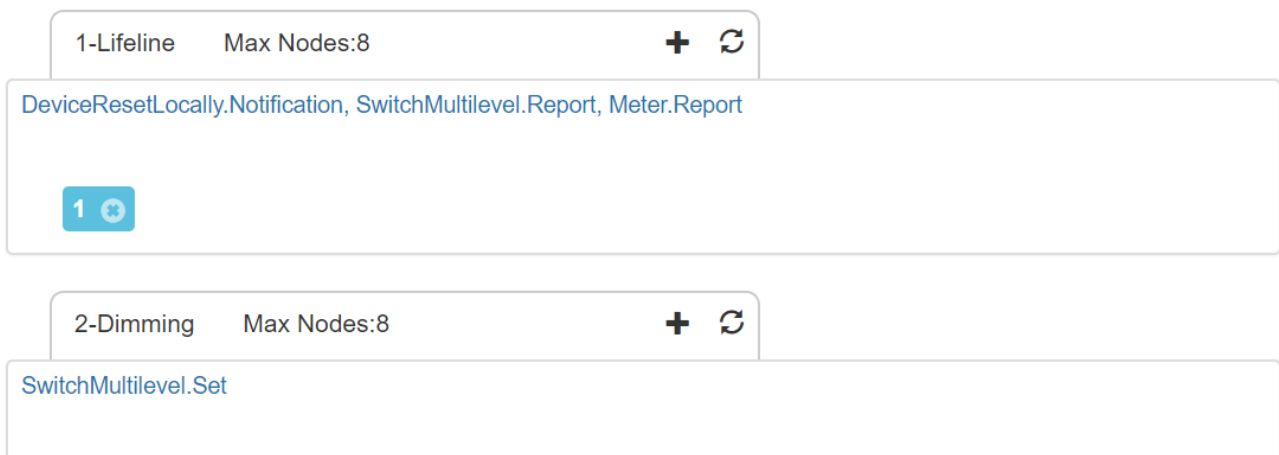 1-Lifeline Max Nodes:8
DeviceResetLocally.Notification, SwitchMultilevel.Report, Meter.Report
1
2-Dimming Max Nodes:8
SwitchMultilevel.Set